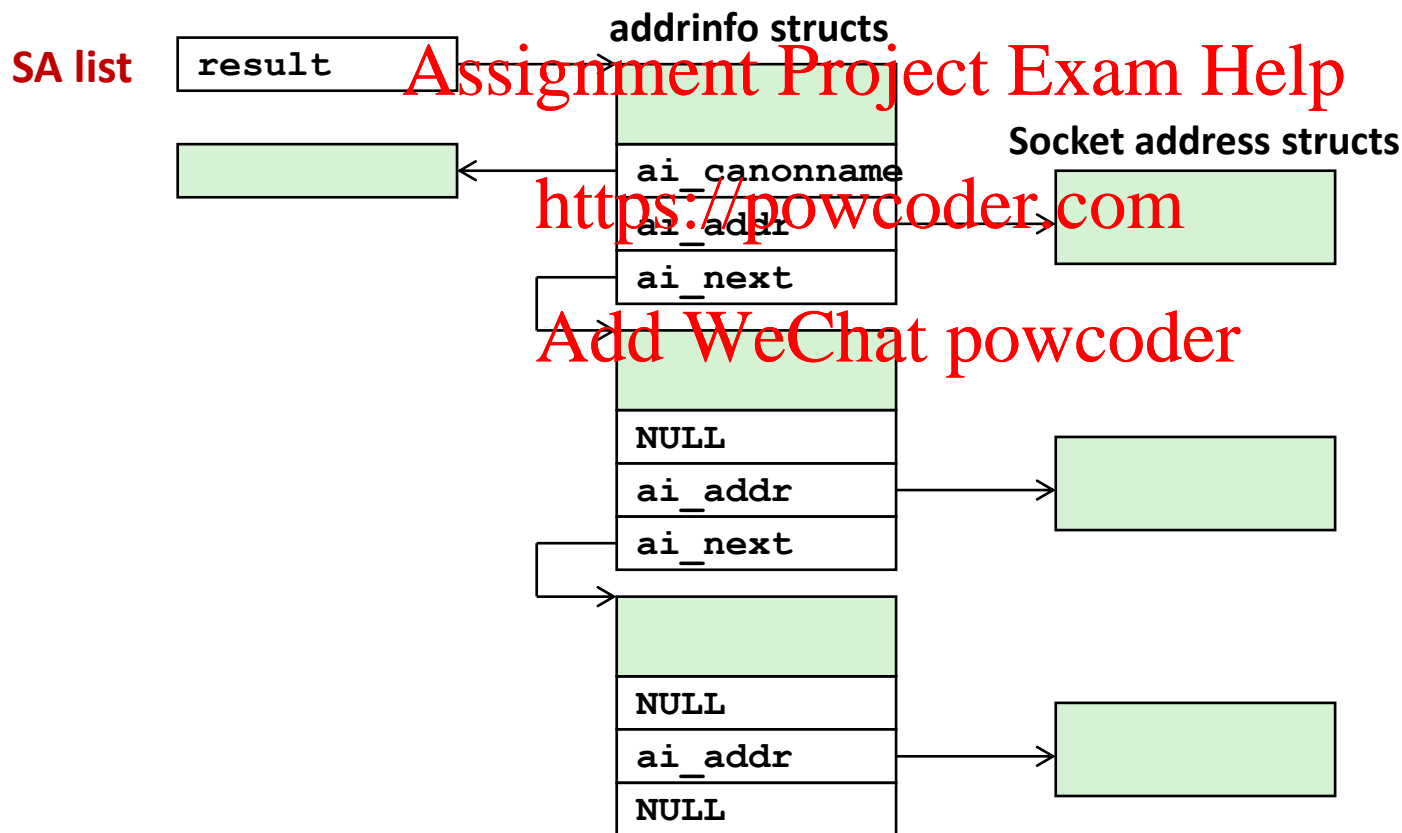 addrinfo structs
SA list
result
Assignment Project Exam Help
Socket address structs
ai_canonname
https://powcoder.com
ai_addr
ai_next
Add WeChat powcoder
NULL
ai_addr
ai_next
NULL
ai_addr
NULL